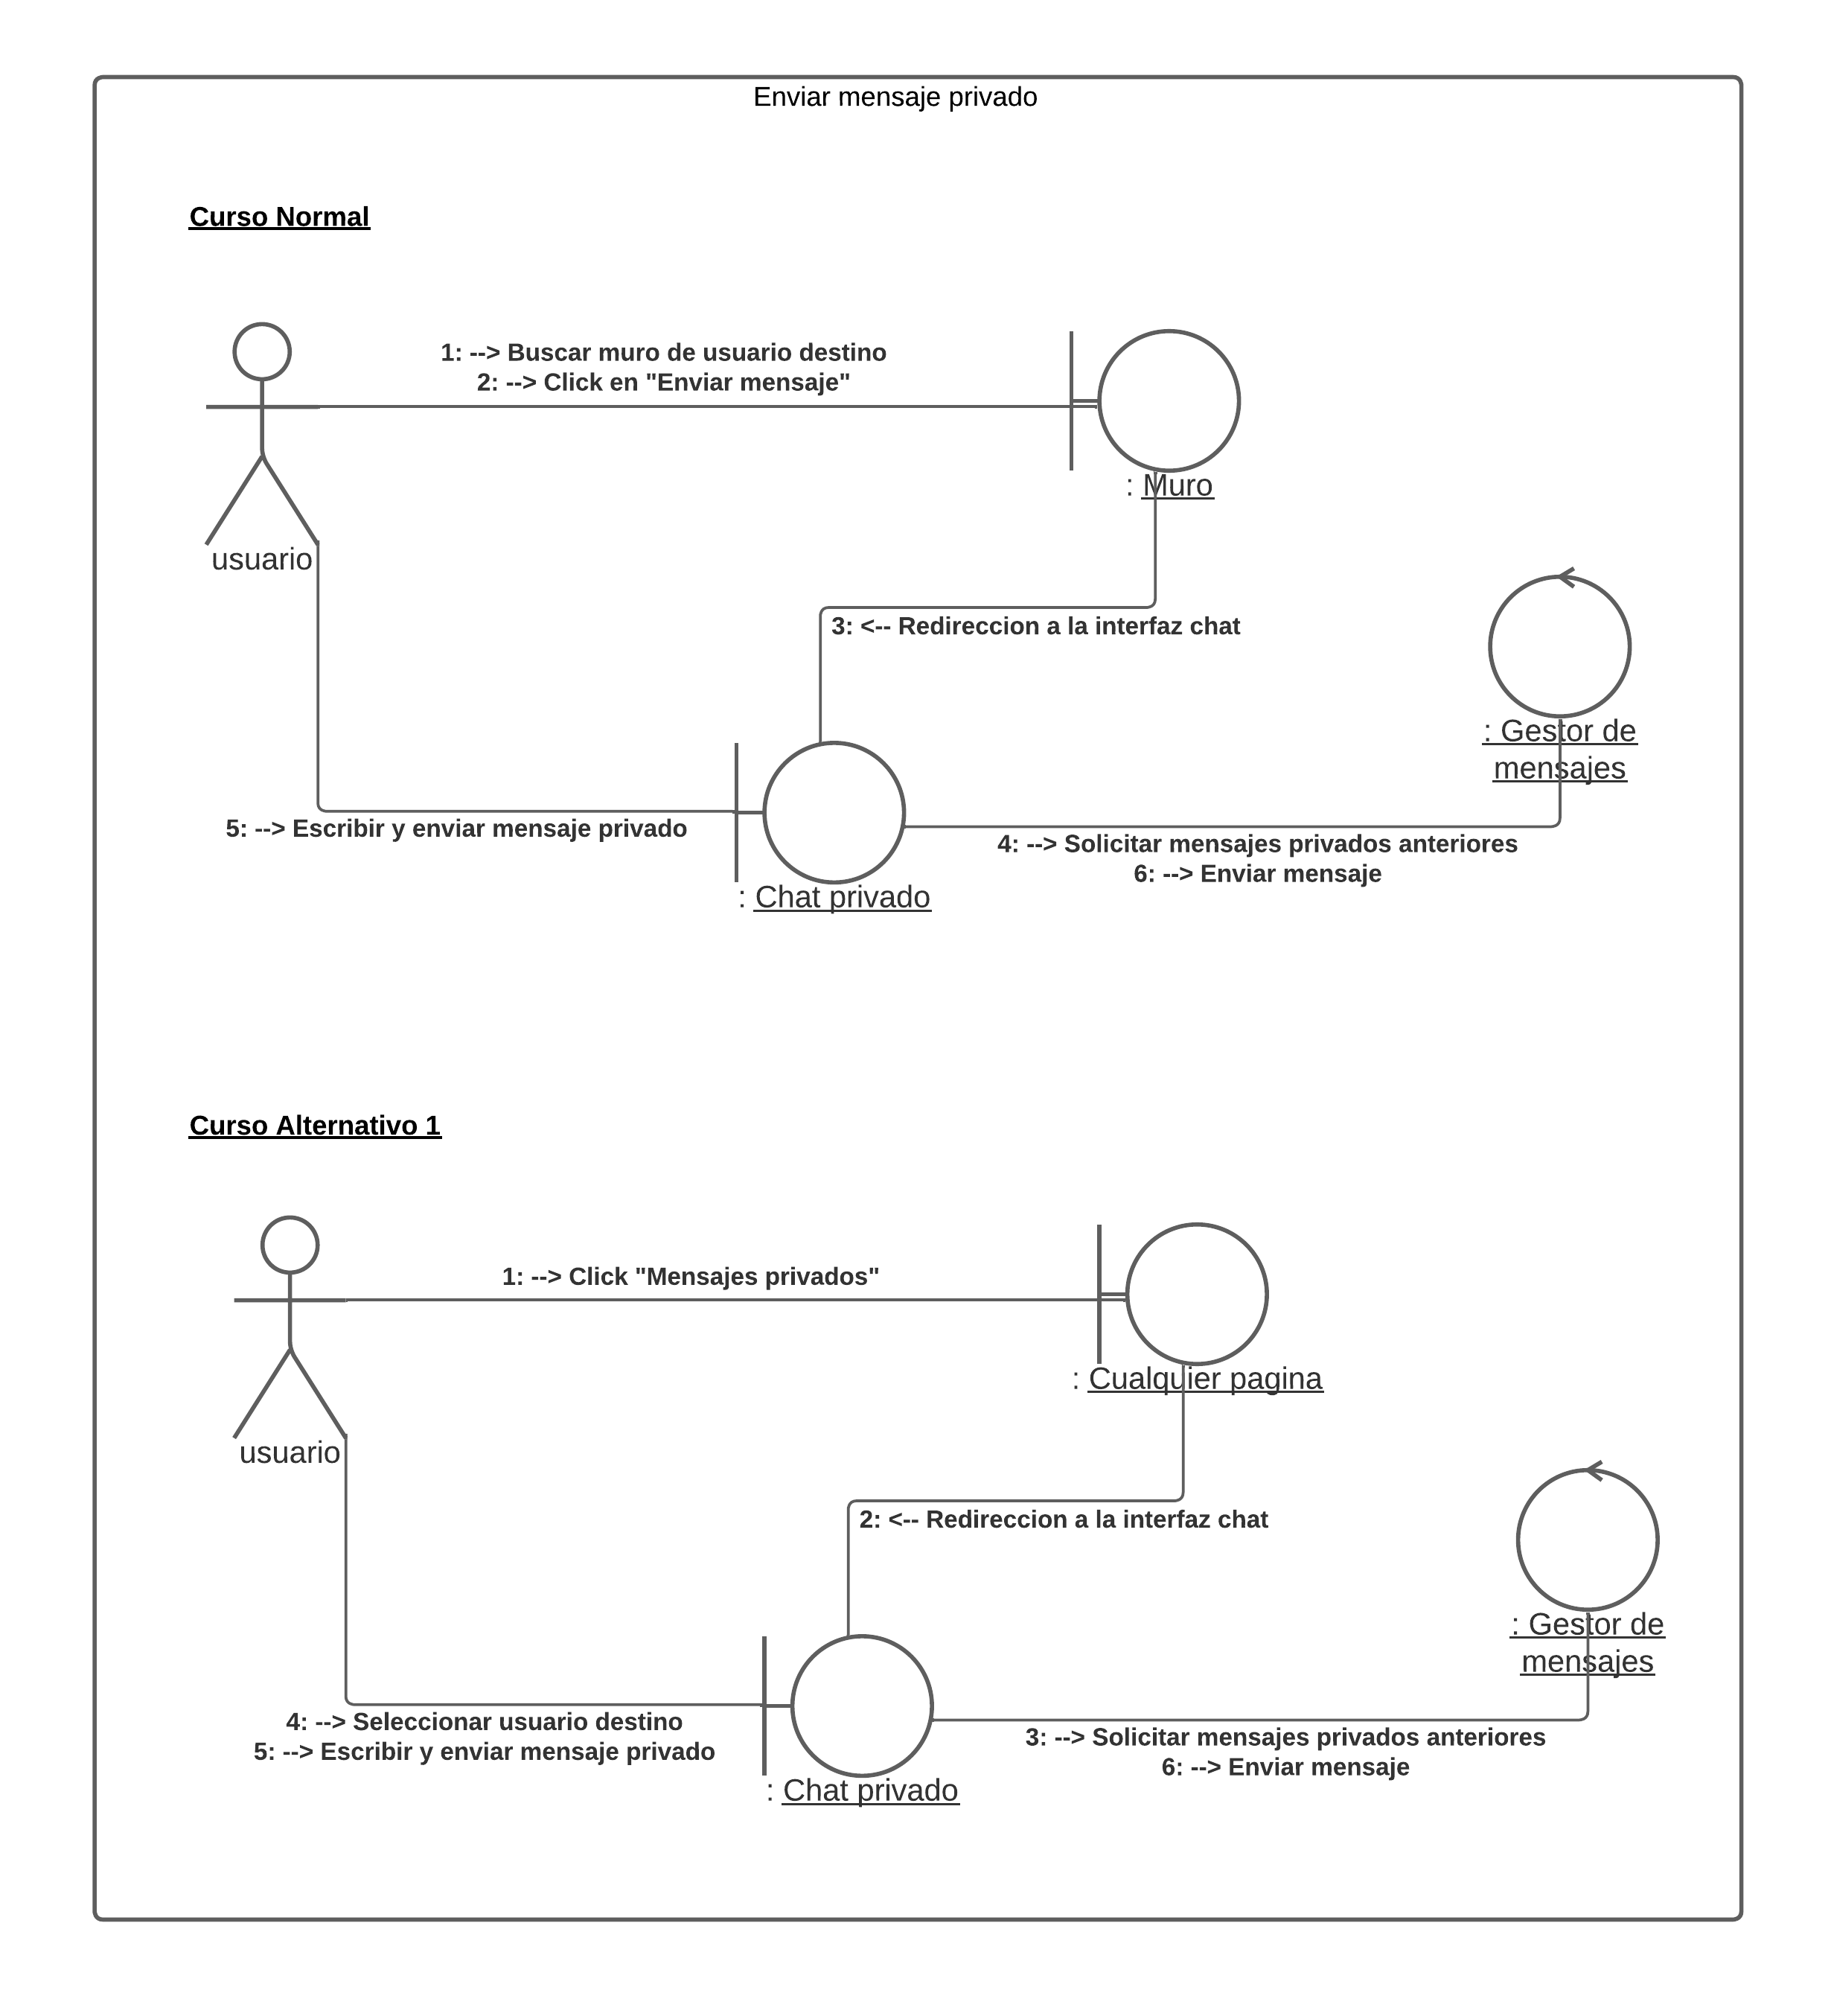 Enviar mensaje privado
Curso Normal
1: --> Buscar muro de usuario destino
2: --> Click en "Enviar mensaje"
: Muro
usuario
3: <-- Redireccion a la interfaz chat
: Gestor de
mensajes
5: --> Escribir y enviar mensaje privado
4: --> Solicitar mensajes privados anteriores
6: --> Enviar mensaje
: Chat privado
Curso Alternativo 1
1: --> Click "Mensajes privados"
: Cualquier pagina
usuario
2: <-- Redireccion a la interfaz chat
: Gestor de
mensajes
4: --> Seleccionar usuario destino
5: --> Escribir y enviar mensaje privado
3: --> Solicitar mensajes privados anteriores
6: --> Enviar mensaje
: Chat privado